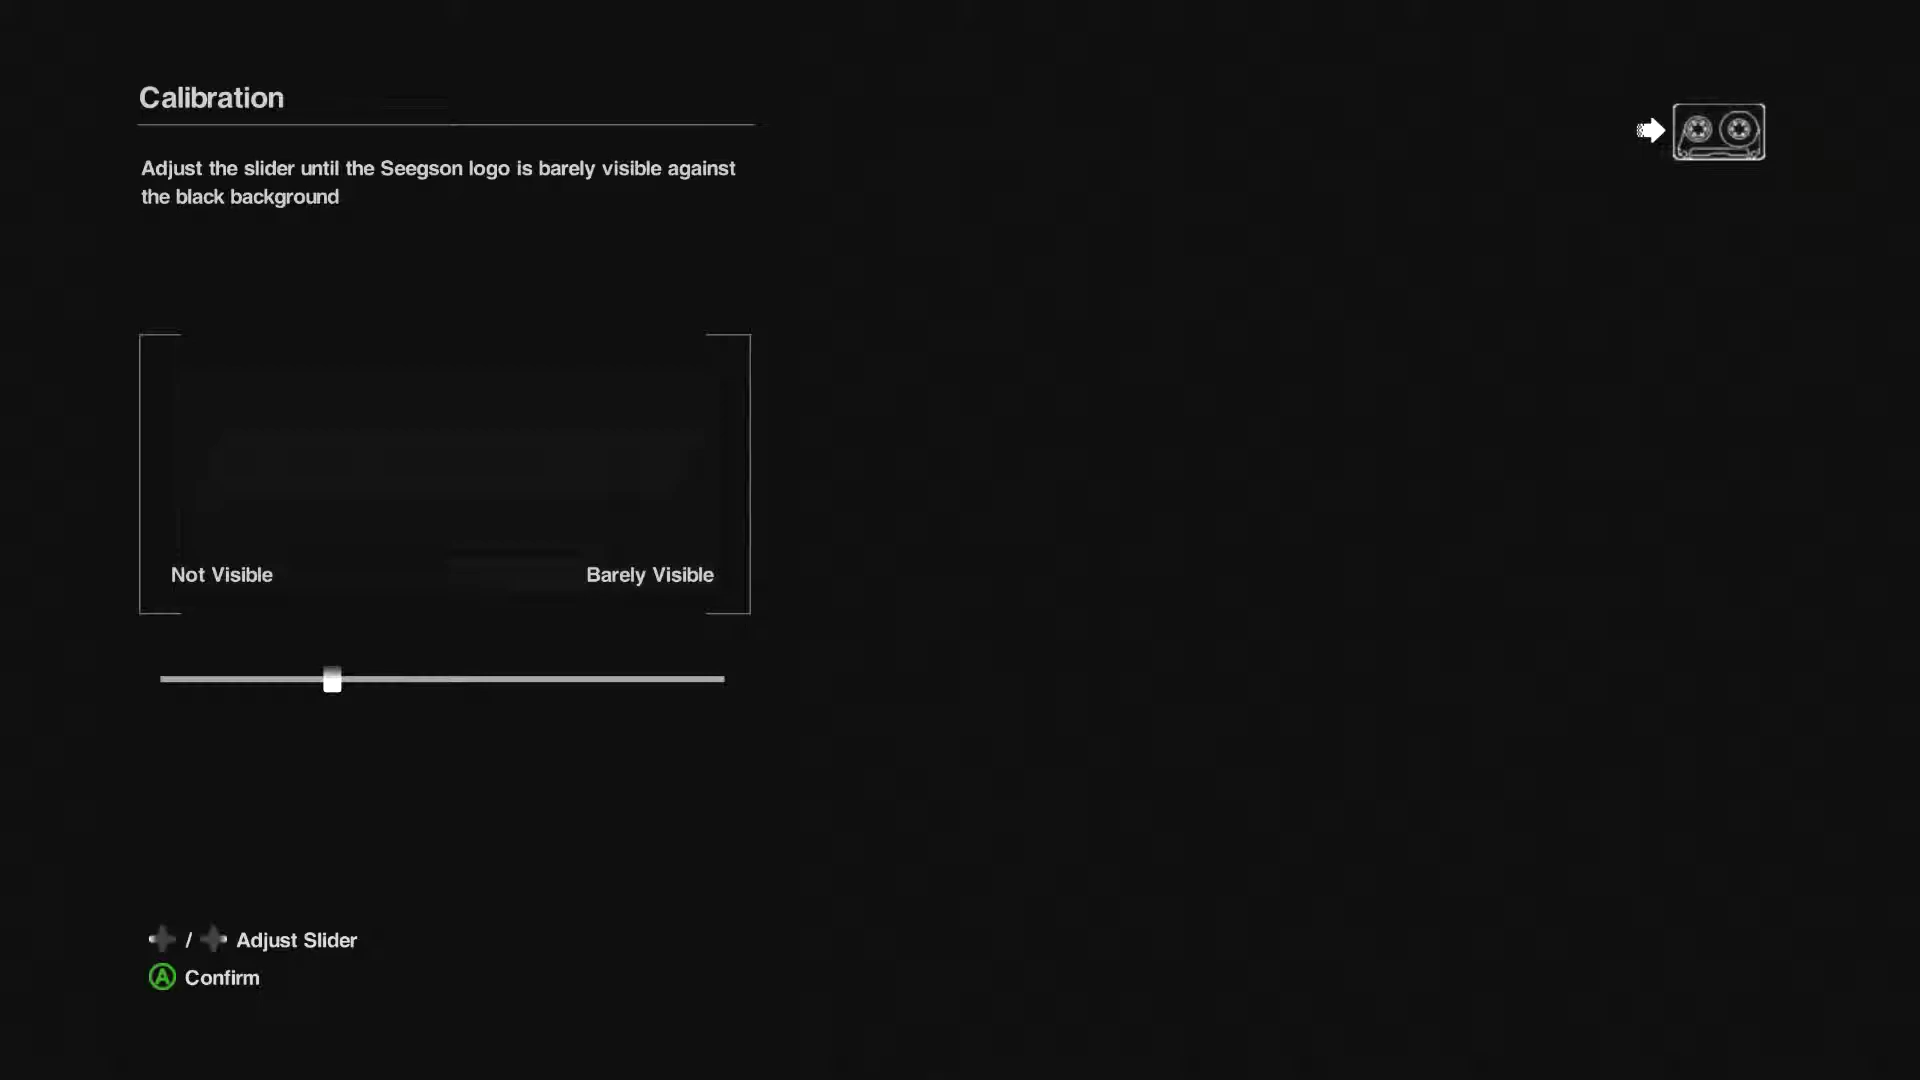 Calibration
Adjust the slider until the Seegson logo is barely visible against
the black background
Not Visible
Barely Visible
/ Adjust Slider
A Confirm